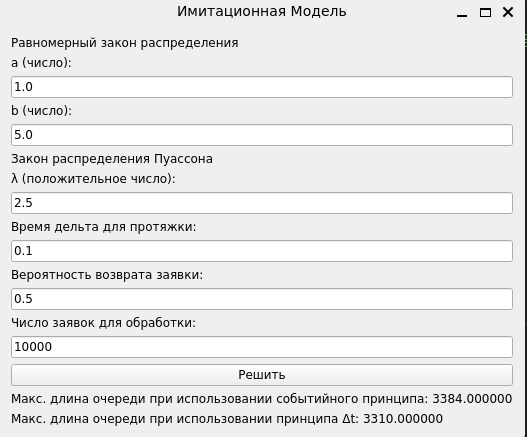 Имитационная Модель
Равномерный закон распределения
a (число):
1.0
b (число):
5.0
Закон распределения Пуассона
λ (положительное число):
2.5
Время дельта для протяжки:
0.1
Вероятность возврата заявки:
0.5
Число заявок для обработки:
10000
Решить
Макс. длина очереди при использовании событийного принципа: 3384.000000
Макс. длина очереди при использовании принципа Δt: 3310.000000